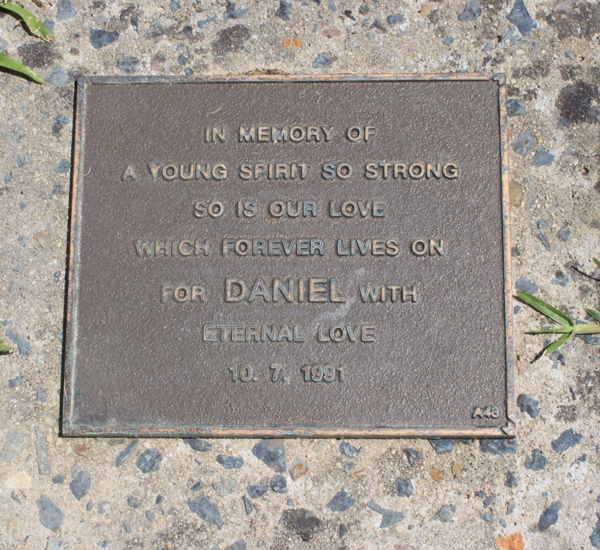 IN MEMORY OF
A YOUNG SPIRIT SO STRONG
SO IS OUR LOVE
WHICH FOREVER LIVES ON
FOR DANIEL WITH
ETERNAL LOVE
10. 7. 1991
A43